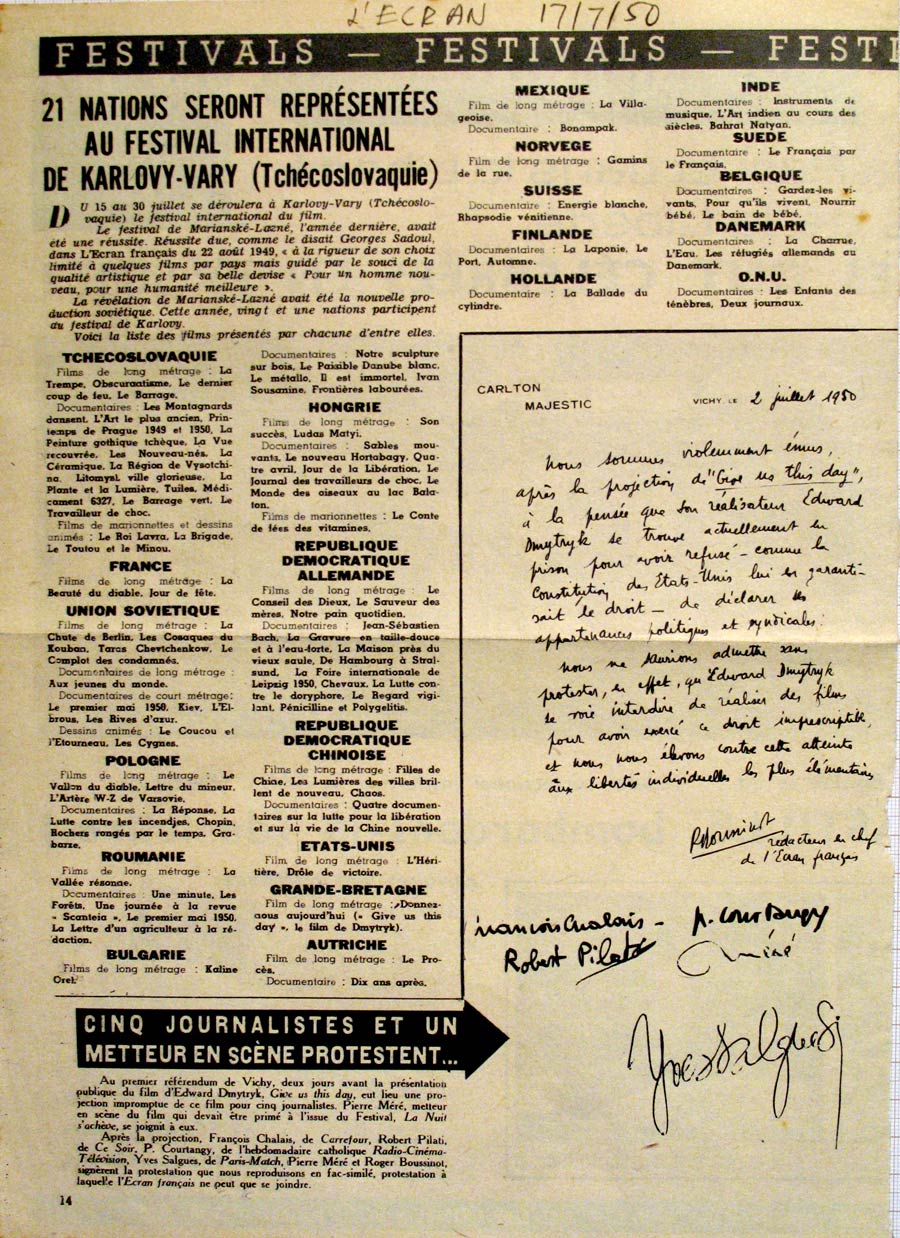 L'ECRAN 17/7/50
FESTIVALS — FESTIVALS — FESTI
21 NATIONS SERONT REPRÉSENTÉES
AU FESTIVAL INTERNATIONAL
DE KARLOVY-VARY (Tchécoslovaquie)
DU 15 au 30 juillet se déroulera à Karlovy-Vary (Tchécoslo-
vaquie) le festival international du film.
Le festival de Marianské-Lazné, l'année dernière, avait
été une réussite. Réussite due, comme le disait Georges Sadoul,
dans L'Ecran français du 22 août 1949, « à la rigueur de son choix
limité à quelques films par pays mais guidé par le souci de la
qualité artistique et par sa belle devise « Pour un homme nou-
veau, pour une humanité meilleure ».
La révélation de Marianské-Lazné avait été la nouvelle pro-
duction soviétique. Cette année, vingt et une nations participent
au festival de Karlovy.
Voici la liste des films présentés par chacune d'entre elles.
TCHECOSLOVAQUIE
Films de long métrage : La
Trempe, Obscurantisme, Le dernier
coup de feu, Le Barrage.
Documentaires : Les Montagnards
dansent, L'Art le plus ancien, Prin-
temps de Prague 1949 et 1950, La
Peinture gothique tchèque, La Vue
recouvrée, Les Nouveau-nés, La
Céramique, La Région de Vysotchi-
na, Litomysl ville glorieuse, La
Plante et la Lumière, Tuiles, Médi-
cament 6327, Le Barrage vert, Le
Travailleur de choc.
Films de marionnettes et dessins
animés : Le Roi Lavra, La Brigade,
Le Toutou et le Minou.
FRANCE
Films de long métrage : La
Beauté du diable, Jour de fête.
UNION SOVIETIQUE
Films de long métrage : La
Chute de Berlin, Les Cosaques du
Kouban, Taras Chevtchenkow, Le
Complot des condamnés.
Documentaires de long métrage :
Aux jeunes du monde.
Documentaires de court métrage:
Le premier mai 1950, Kiev, L'El-
brous, Les Rives d'azur.
Dessins animés : Le Coucou et
l'Etourneau, Les Cygnes.
POLOGNE
Films de long métrage : Le
Vallon du diable, Lettre du mineur,
L'Artère W-Z de Varsovie.
Documentaires : La Réponse, La
Lutte contre les incendies, Chopin,
Rochers rongés par le temps, Gra-
barze.
ROUMANIE
Films de long métrage : La
Vallée résonne.
Documentaires : Une minute, Les
Forêts, Une journée à la revue
« Scanteia », Le premier mai 1950,
La Lettre d'un agriculteur à la ré-
daction.
BULGARIE
Films de long métrage : Kaline
Orel.
Documentaires : Notre sculpture
sur bois, Le Paisible Danube blanc,
Le métallo, Il est immortel, Ivan
Sousanine, Frontières labourées.
HONGRIE
Films de long métrage : Son
succès, Ludas Matyi.
Documentaires : Sables mou-
vants, Le nouveau Hortabagy, Qua-
tre avril, Jour de la Libération, Le
Journal des travailleurs de choc, Le
Monde des oiseaux au lac Bala-
ton.
Films de marionnettes : Le Conte
de fées des vitamines.
REPUBLIQUE
DEMOCRATIQUE
ALLEMANDE
Films de long métrage : Le
Conseil des Dieux, Le Sauveur des
mères, Notre pain quotidien.
Documentaires : Jean-Sébastien
Bach, La Gravure en taille-douce
et à l'eau-forte, La Maison près du
vieux saule, De Hambourg à Stral-
sund, La Foire internationale de
Leipzig 1950, Chevaux, La Lutte con-
tre le doryphore, Le Regard vigi-
lant, Pénicilline et Polygelitis.
REPUBLIQUE
DEMOCRATIQUE
CHINOISE
Films de long métrage : Filles de
Chine, Les Lumières des villes bril-
lent de nouveau, Chaos.
Documentaires : Quatre documen-
taires sur la lutte pour la libération
et sur la vie de la Chine nouvelle.
ETATS-UNIS
Film de long métrage : L'Héri-
tière, Drôle de victoire.
GRANDE-BRETAGNE
Film de long métrage : Donnez-
nous aujourd'hui (« Give us this
day », le film de Dmytryk).
AUTRICHE
Film de long métrage : Le Pro-
cès.
Documentaire : Dix ans après.
MEXIQUE
Film de long métrage : La Villa-
geoise.
Documentaire : Bonampak.
NORVEGE
Film de long métrage : Gamins
de la rue.
SUISSE
Documentaire : Energie blanche,
Rhapsodie vénitienne.
FINLANDE
Documentaires : La Laponie, Le
Port, Automne.
HOLLANDE
Documentaire : La Ballade du
cylindre.
INDE
Documentaires : Instruments de
musique, L'Art indien au cours des
siècles, Bahrat Natyan.
SUEDE
Documentaire : Le Français par
le Français.
BELGIQUE
Documentaires : Gardez-les vi-
vants, Pour qu'ils vivent, Nourrir
bébé, Le bain de bébé.
DANEMARK
Documentaires : La Charrue,
L'Eau, Les réfugiés allemands au
Danemark.
O.N.U.
Documentaires : Les Enfants des
ténèbres, Deux journaux.
CARLTON
MAJESTIC
VICHY, LE 2 juillet 1950
Nous sommes violemment émus,
après la projection de "Give us this day",
à la pensée que son réalisateur Edward
Dmytryk se trouve actuellement en
prison pour avoir refusé - comme la
Constitution des Etats-Unis lui en garanti-
ssait le droit - de déclarer ses
appartenances politiques et syndicales.
Nous ne saurions admettre sans
protester, en effet, qu'Edward Dmytryk
se voie interdire de réaliser des films
pour avoir exercé ce droit imprescriptible,
et nous nous élevons contre cette atteinte
aux libertés individuelles les plus élémentaires
RBoussinot
rédacteur en chef
de l'Ecran français
François Chalais -
P. Courtangy
Robert Pilati
Méré
Yves Salgues
CINQ JOURNALISTES ET UN
METTEUR EN SCÈNE PROTESTENT...
Au premier référendum de Vichy, deux jours avant la présentation
publique du film d'Edward Dmytryk, Give us this day, eut lieu une pro-
jection impromptue de ce film pour cinq journalistes. Pierre Méré, metteur
en scène du film qui devait être primé à l'issue du Festival, La Nuit
s'achève, se joignit à eux.
Après la projection, François Chalais, de Carrefour, Robert Pilati,
de Ce Soir, P. Courtangy, de l'hebdomadaire catholique Radio-Cinéma-
Télévision, Yves Salgues, de Paris-Match, Pierre Méré et Roger Boussinot,
signèrent la protestation que nous reproduisons en fac-similé, protestation à
laquelle l'Ecran français ne peut que se joindre.
14